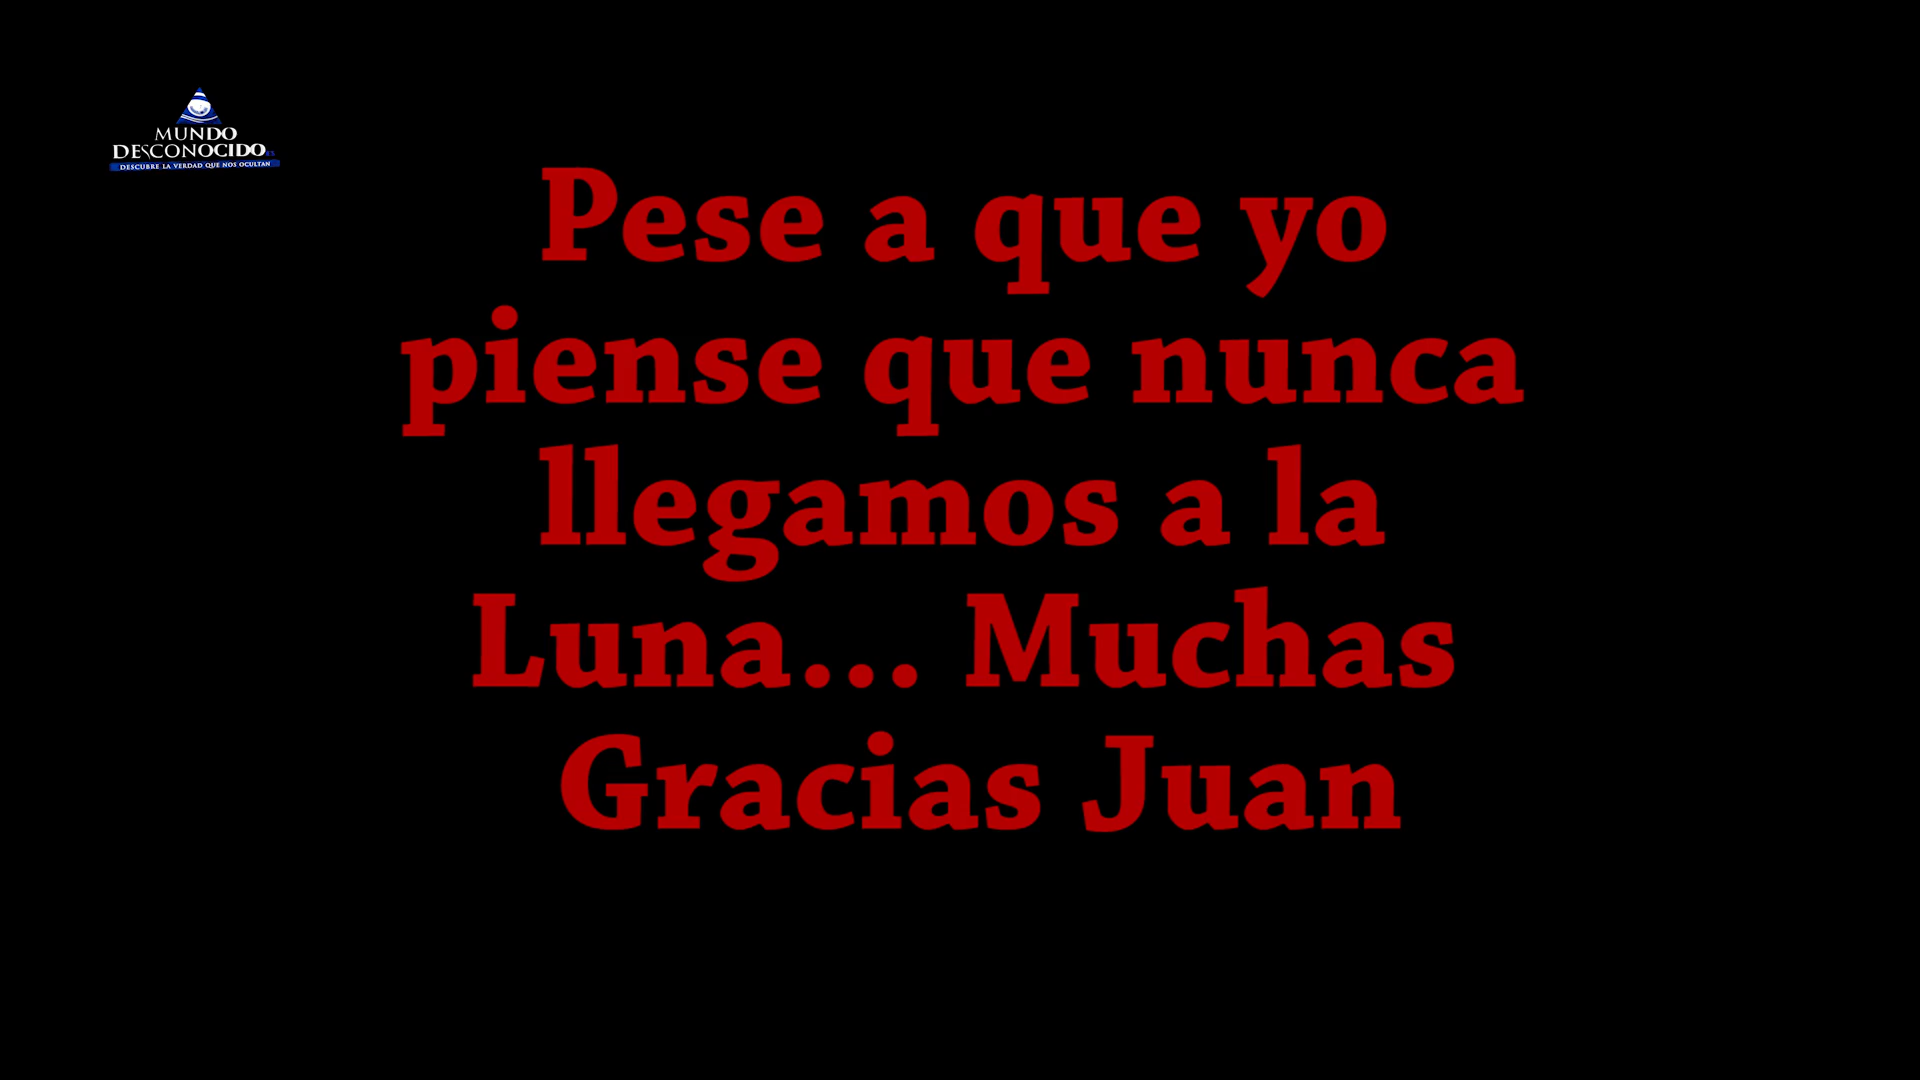 MUNDO
DESCONOCIDO.ES
DESCUBRE LA VERDAD QUE NOS OCULTAN
Pese a que yo
piense que nunca
llegamos a la
Luna... Muchas
Gracias Juan